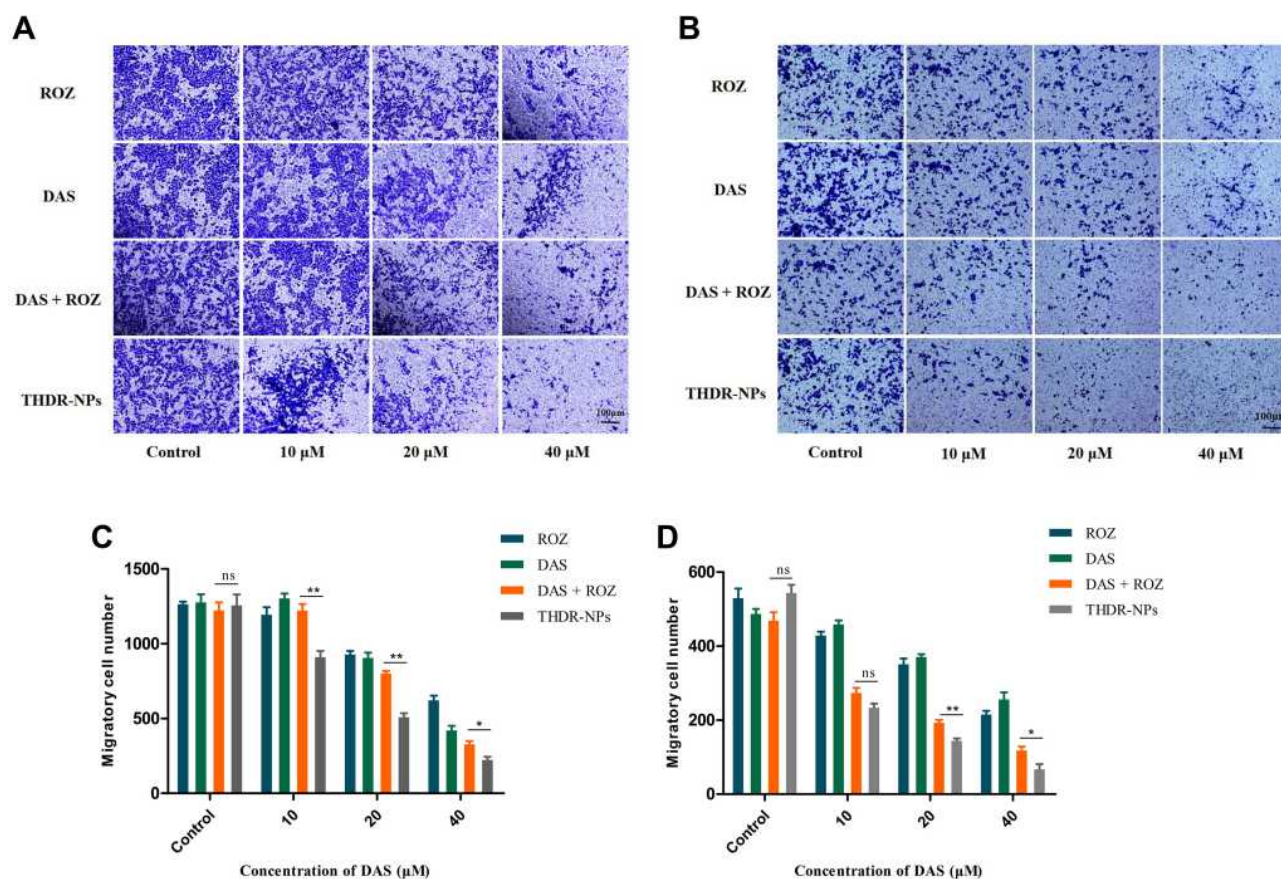 A
ROZ
DAS
DAS + ROZ
THDR-NPs
100μm
Control
10 μM
20 μM
40 μM
B
ROZ
DAS
DAS + ROZ
THDR-NPs
100μm
Control
10 μM
20 μM
40 μM
C
ROZ
DAS
DAS + ROZ
THDR-NPs
Migratory cell number
1500
1000
500
0
ns
**
**
*
Control
10
20
40
Concentration of DAS (μM)
D
ROZ
DAS
DAS + ROZ
THDR-NPs
Migratory cell number
600
400
200
0
ns
ns
**
*
Control
10
20
40
Concentration of DAS (μM)